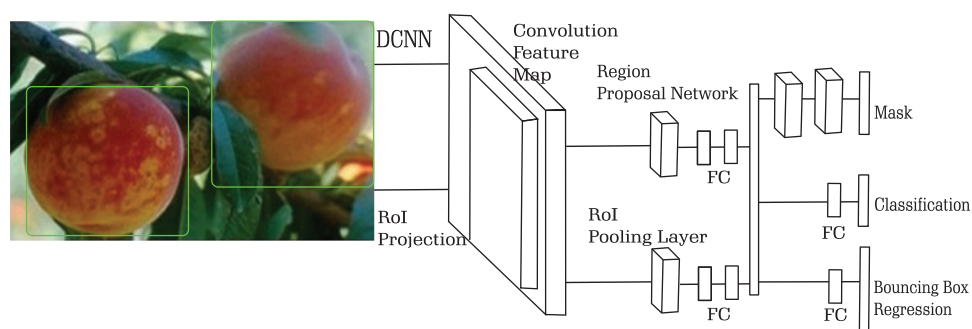 DCNN
Convolution
Feature
Map
RoI
Projection
Region
Proposal Network
FC
RoI
Pooling Layer
FC
Mask
FC
Classification
FC
Bouncing Box
Regression